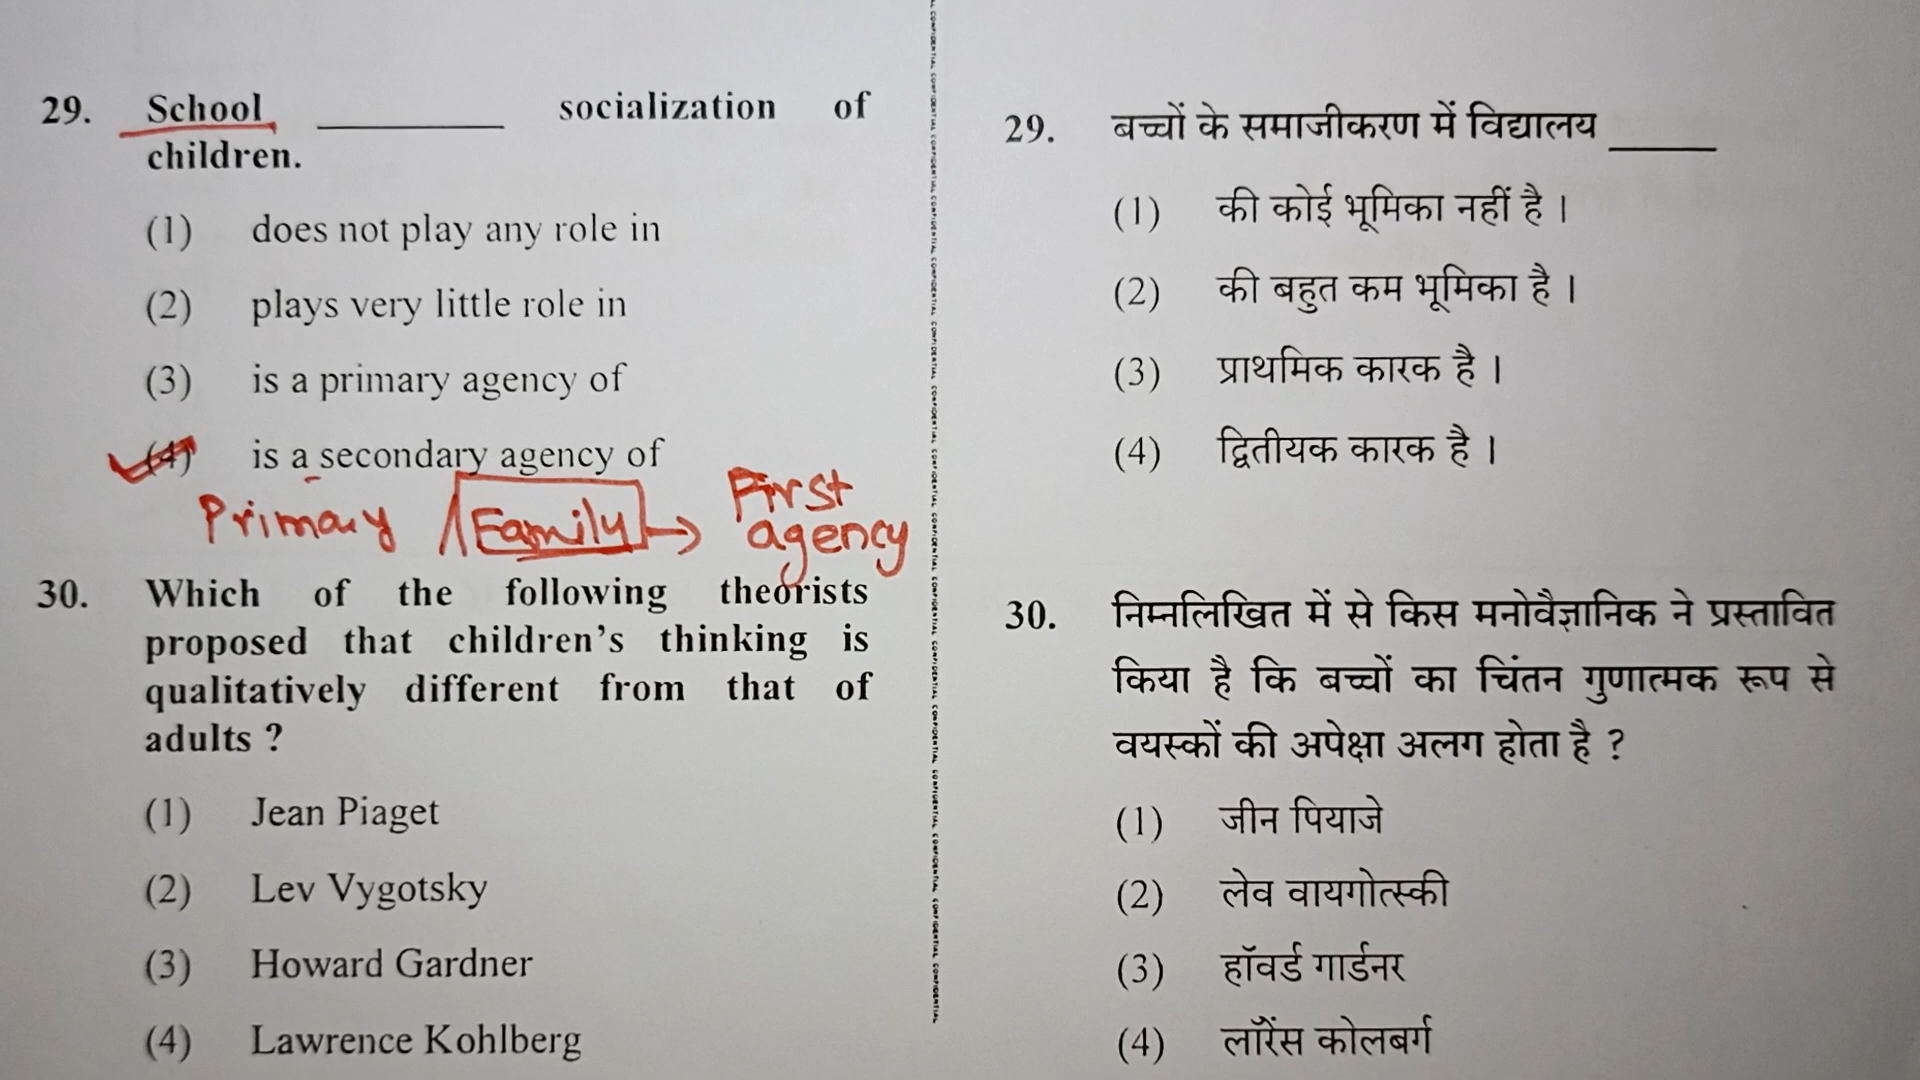 29. School ________ socialization of
children.
(1) does not play any role in
(2) plays very little role in
(3) is a primary agency of
(4) is a secondary agency of
Primary Family → First
agency
30. Which of the following theorists
proposed that children's thinking is
qualitatively different from that of
adults ?
(1) Jean Piaget
(2) Lev Vygotsky
(3) Howard Gardner
(4) Lawrence Kohlberg
29. बच्चों के समाजीकरण में विद्यालय ______
(1) की कोई भूमिका नहीं है ।
(2) की बहुत कम भूमिका है ।
(3) प्राथमिक कारक है ।
(4) द्वितीयक कारक है ।
30. निम्नलिखित में से किस मनोवैज्ञानिक ने प्रस्तावित
किया है कि बच्चों का चिंतन गुणात्मक रूप से
वयस्कों की अपेक्षा अलग होता है ?
(1) जीन पियाजे
(2) लेव वायगोत्स्की
(3) हॉवर्ड गार्डनर
(4) लॉरेंस कोलबर्ग